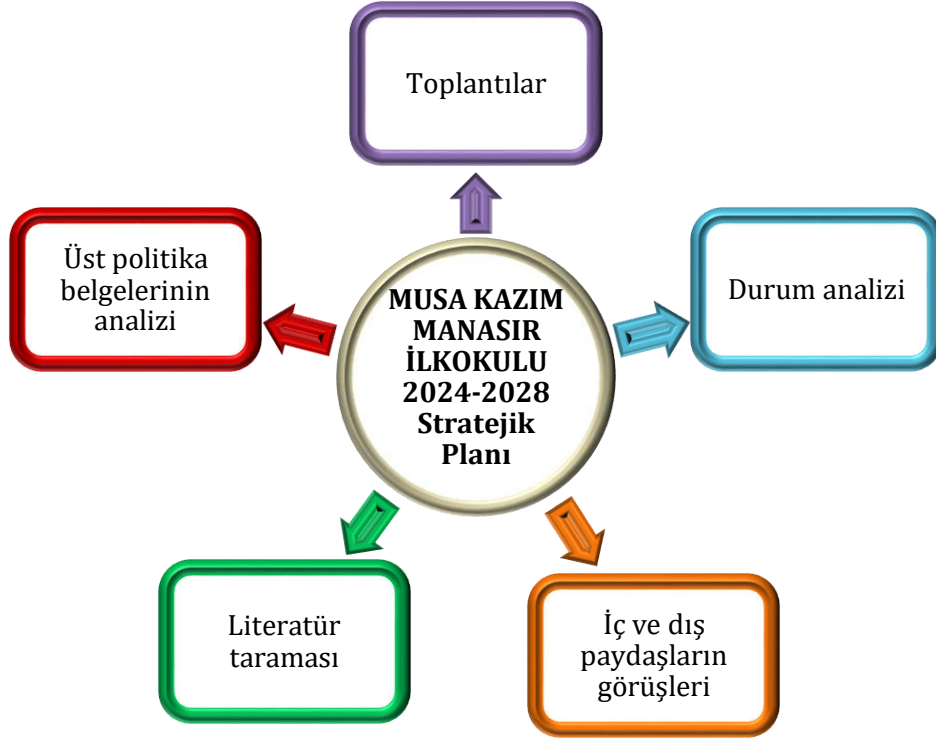 Toplantılar
Üst politika
belgelerinin
analizi
Durum analizi
MUSA KAZIM
MANASIR
İLKOKULU
2024-2028
Stratejik
Planı
Literatür
taraması
İç ve dış
paydaşların
görüşleri